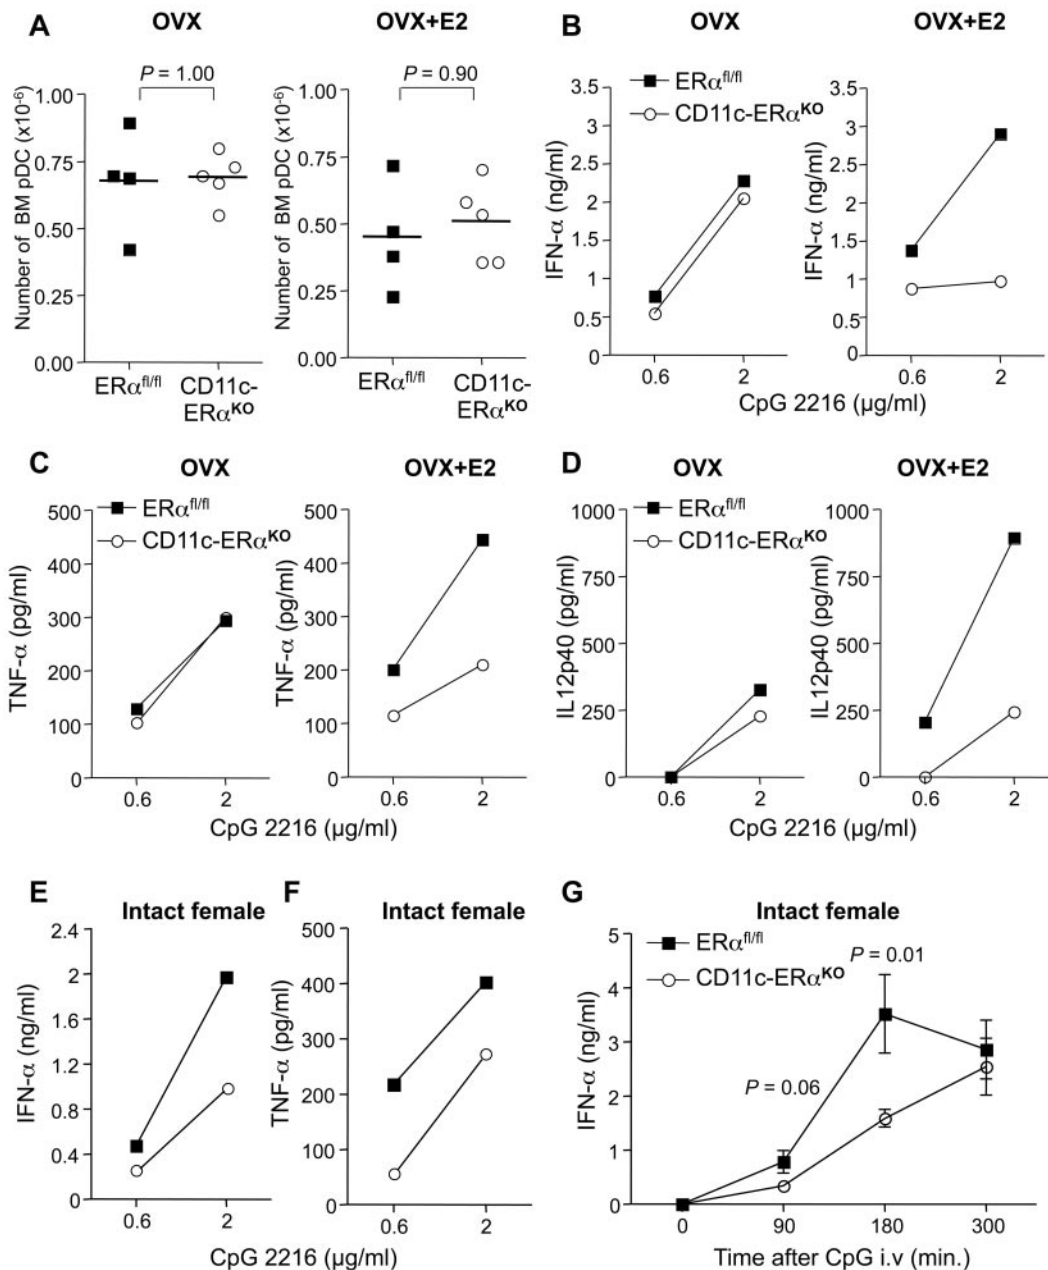 A
OVX
OVX+E2
P = 1.00
P = 0.90
Number of BM pDC (x10-6)
1.00
0.75
0.50
0.25
0.00
ERαfl/fl
CD11c-
ERαKO
Number of BM pDC (x10-6)
1.00
0.75
0.50
0.25
0.00
ERαfl/fl
CD11c-
ERαKO
B
OVX
OVX+E2
ERαfl/fl
CD11c-ERαKO
IFN-α (ng/ml)
3.5
3
2.5
2
1.5
1
0.5
0
0.6
2
IFN-α (ng/ml)
3.5
3
2.5
2
1.5
1
0.5
0
0.6
2
CpG 2216 (µg/ml)
C
OVX
OVX+E2
ERαfl/fl
CD11c-ERαKO
TNF-α (pg/ml)
500
400
300
200
100
0
0.6
2
TNF-α (pg/ml)
500
400
300
200
100
0
0.6
2
CpG 2216 (µg/ml)
D
OVX
OVX+E2
ERαfl/fl
CD11c-ERαKO
IL12p40 (pg/ml)
1000
750
500
250
0
0.6
2
IL12p40 (pg/ml)
1000
750
500
250
0
0.6
2
CpG 2216 (µg/ml)
E
Intact female
IFN-α (ng/ml)
2.4
2
1.6
1.2
0.8
0.4
0
0.6
2
F
Intact female
TNF-α (pg/ml)
500
400
300
200
100
0
0.6
2
CpG 2216 (µg/ml)
G
Intact female
ERαfl/fl
CD11c-ERαKO
P = 0.01
P = 0.06
IFN-α (ng/ml)
5
4
3
2
1
0
0
90
180
300
Time after CpG i.v (min.)